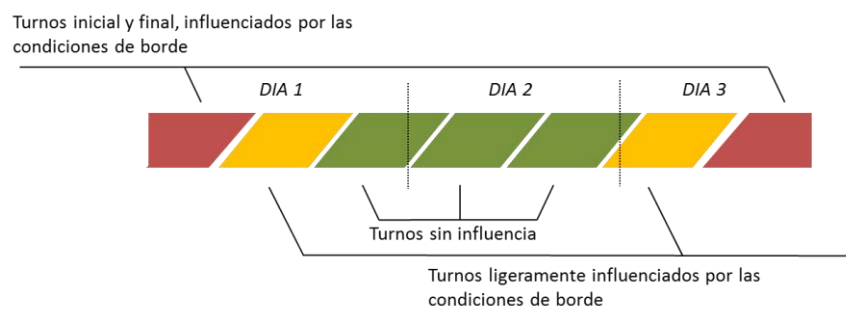 Turnos inicial y final, influenciados por las
condiciones de borde
DIA 1
DIA 2
DIA 3
Turnos sin influencia
Turnos ligeramente influenciados por las
condiciones de borde